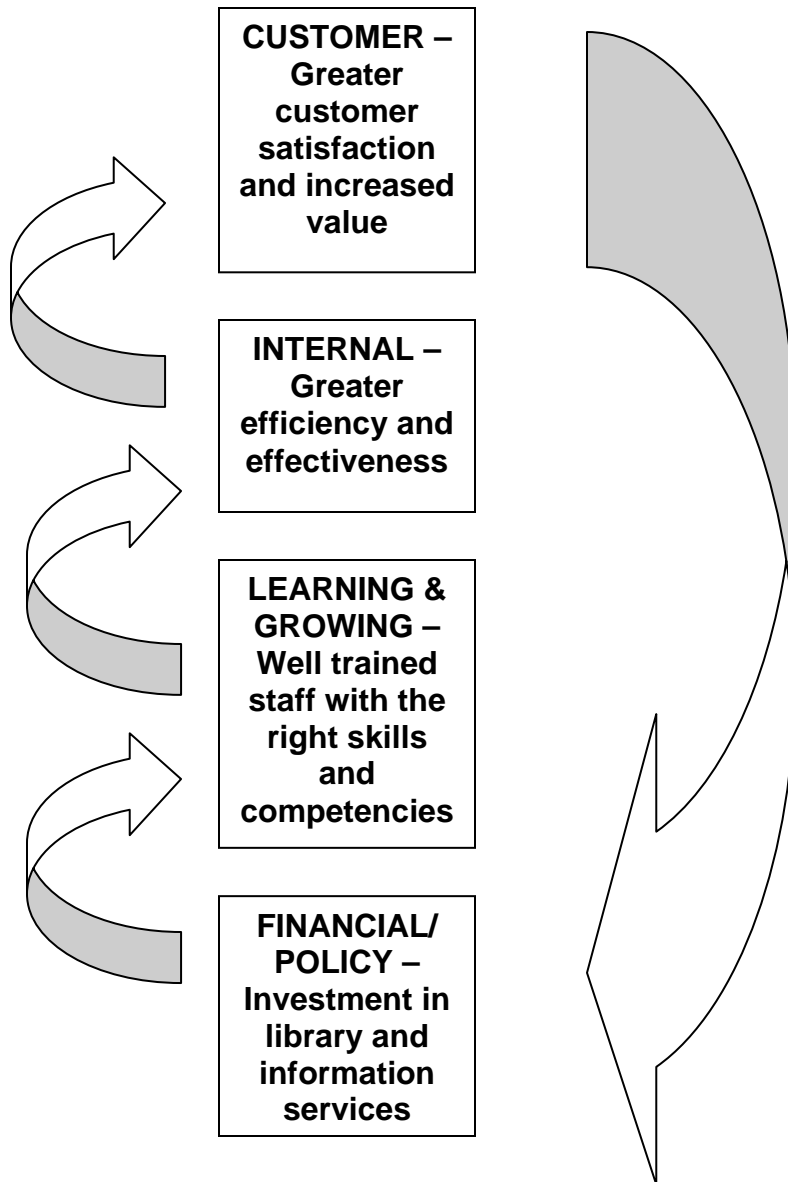 CUSTOMER –
Greater
customer
satisfaction
and increased
value
INTERNAL –
Greater
efficiency and
effectiveness
LEARNING &
GROWING –
Well trained
staff with the
right skills
and
competencies
FINANCIAL/
POLICY –
Investment in
library and
information
services